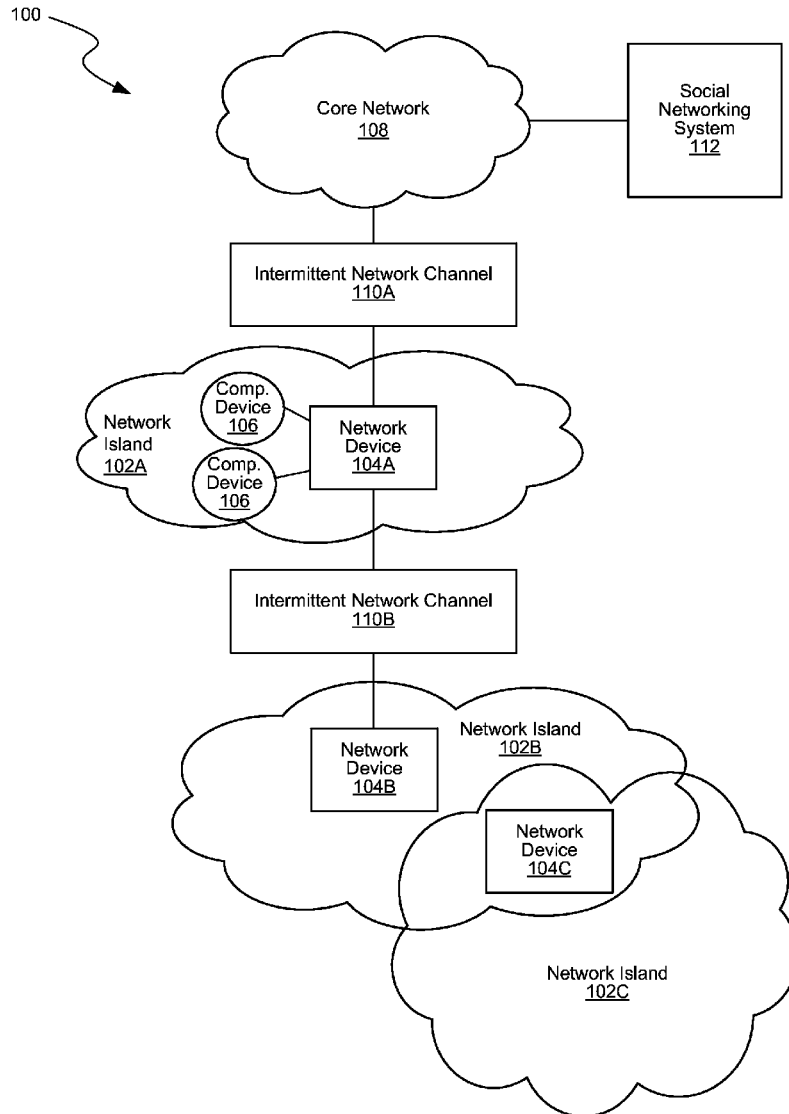 100
Core Network
108
Social
Networking
System
112
Intermittent Network Channel
110A
Network
Island
102A
Comp.
Device
106
Comp.
Device
106
Network
Device
104A
Intermittent Network Channel
110B
Network
Device
104B
Network Island
102B
Network
Device
104C
Network Island
102C